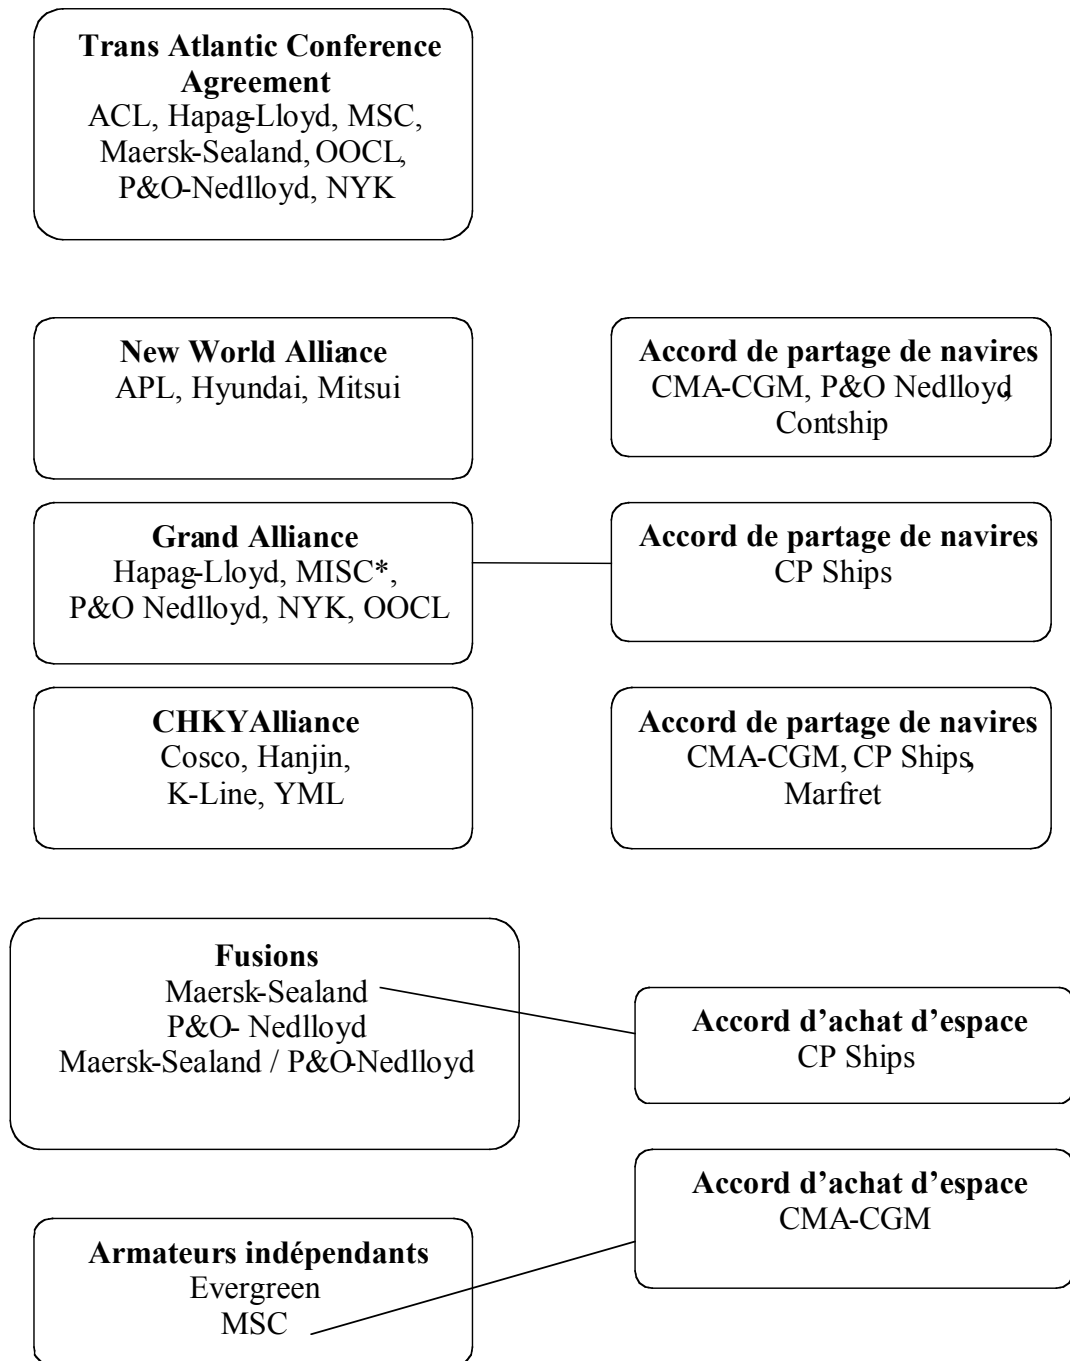 Trans Atlantic Conference
Agreement
ACL, Hapag-Lloyd, MSC,
Maersk-Sealand, OOCL,
P&O-Nedlloyd, NYK
New World Alliance
APL, Hyundai, Mitsui
Accord de partage de navires
CMA-CGM, P&O Nedlloyd,
Contship
Grand Alliance
Hapag-Lloyd, MISC*,
P&O Nedlloyd, NYK, OOCL
Accord de partage de navires
CP Ships
CHKYAlliance
Cosco, Hanjin,
K-Line, YML
Accord de partage de navires
CMA-CGM, CP Ships,
Marfret
Fusions
Maersk-Sealand
P&O- Nedlloyd
Maersk-Sealand / P&O-Nedlloyd
Accord d’achat d’espace
CP Ships
Accord d’achat d’espace
CMA-CGM
Armateurs indépendants
Evergreen
MSC